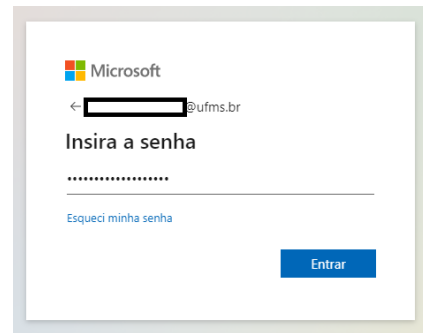 Microsoft
← @ufms.br
Insira a senha
•••••••••••••••••••
Esqueci minha senha
Entrar